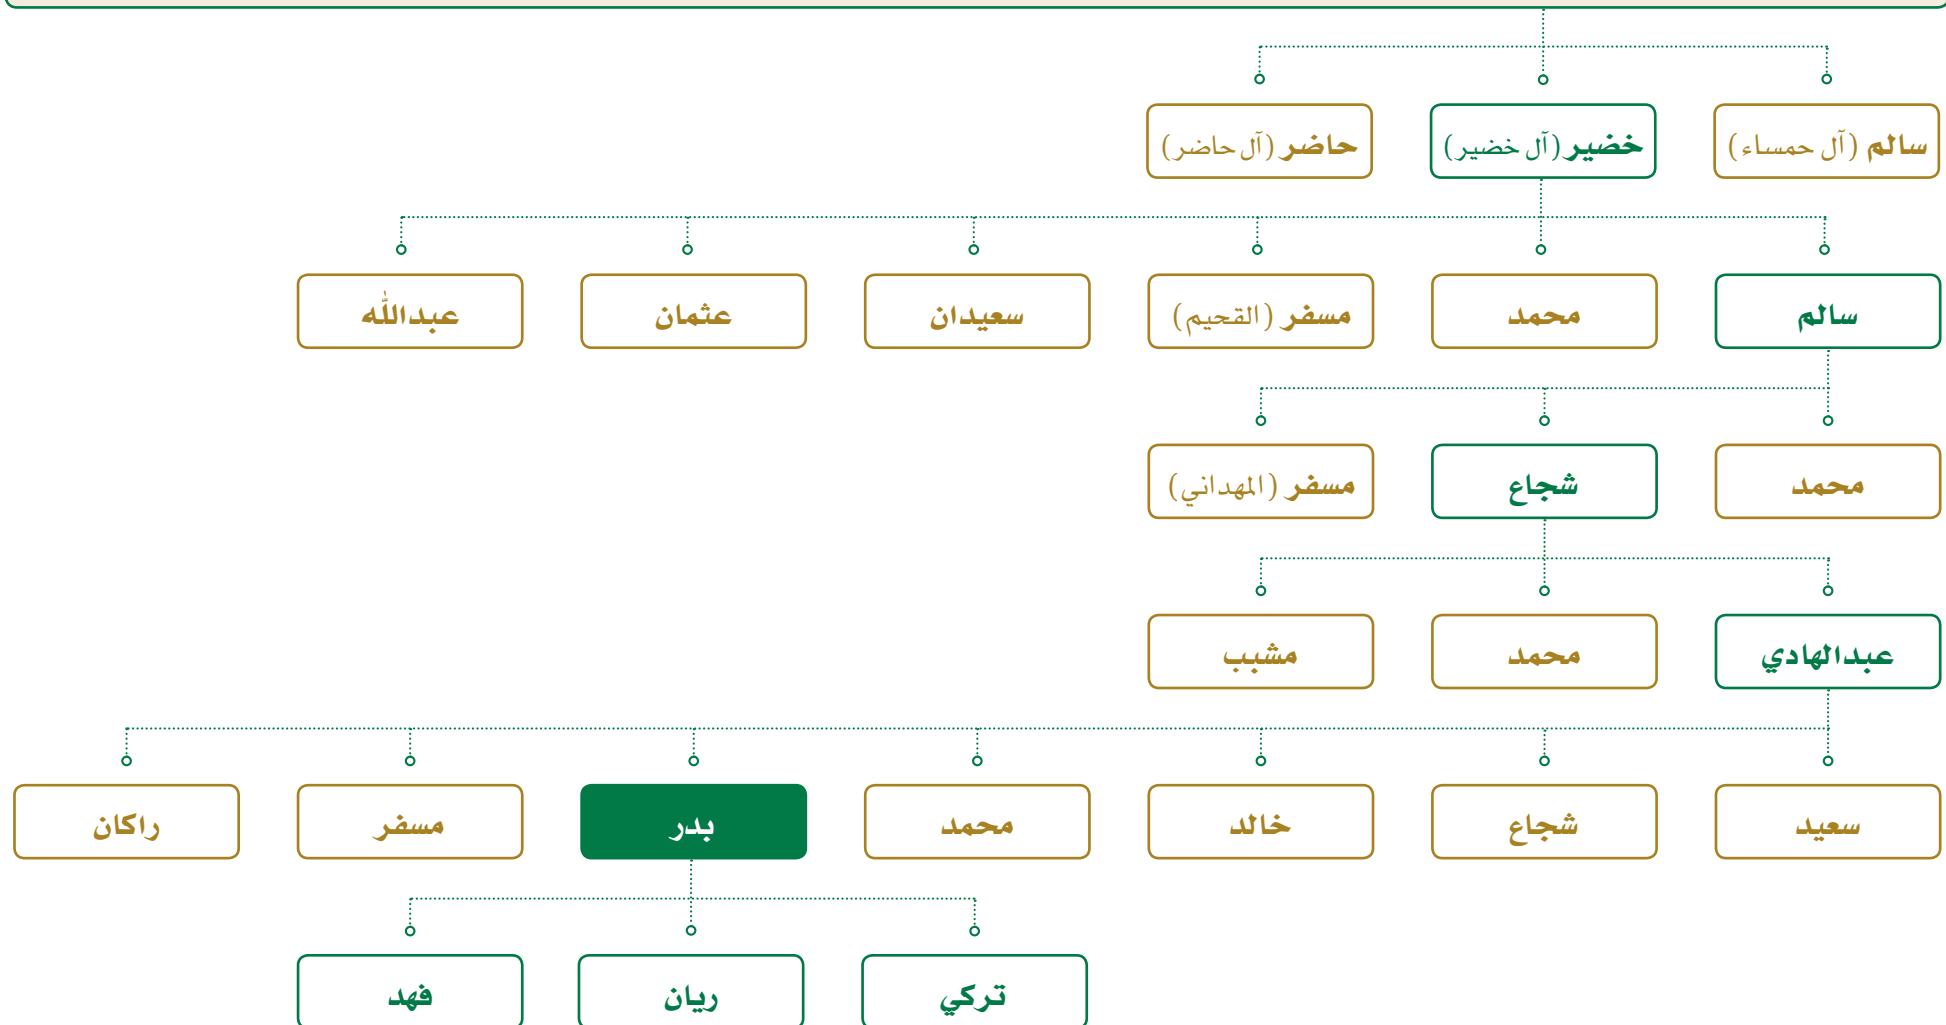 سالم (آل حمساء)
خضير (آل خضير)
حاضر (آل حاضر)
سالم
محمد
مسفر (القحيم)
سعيدان
عثمان
عبدالله
محمد
شجاع
مسفر (المهداني)
عبدالهادي
محمد
مشبب
سعيد
شجاع
خالد
محمد
بدر
مسفر
راكان
تركي
ريان
فهد